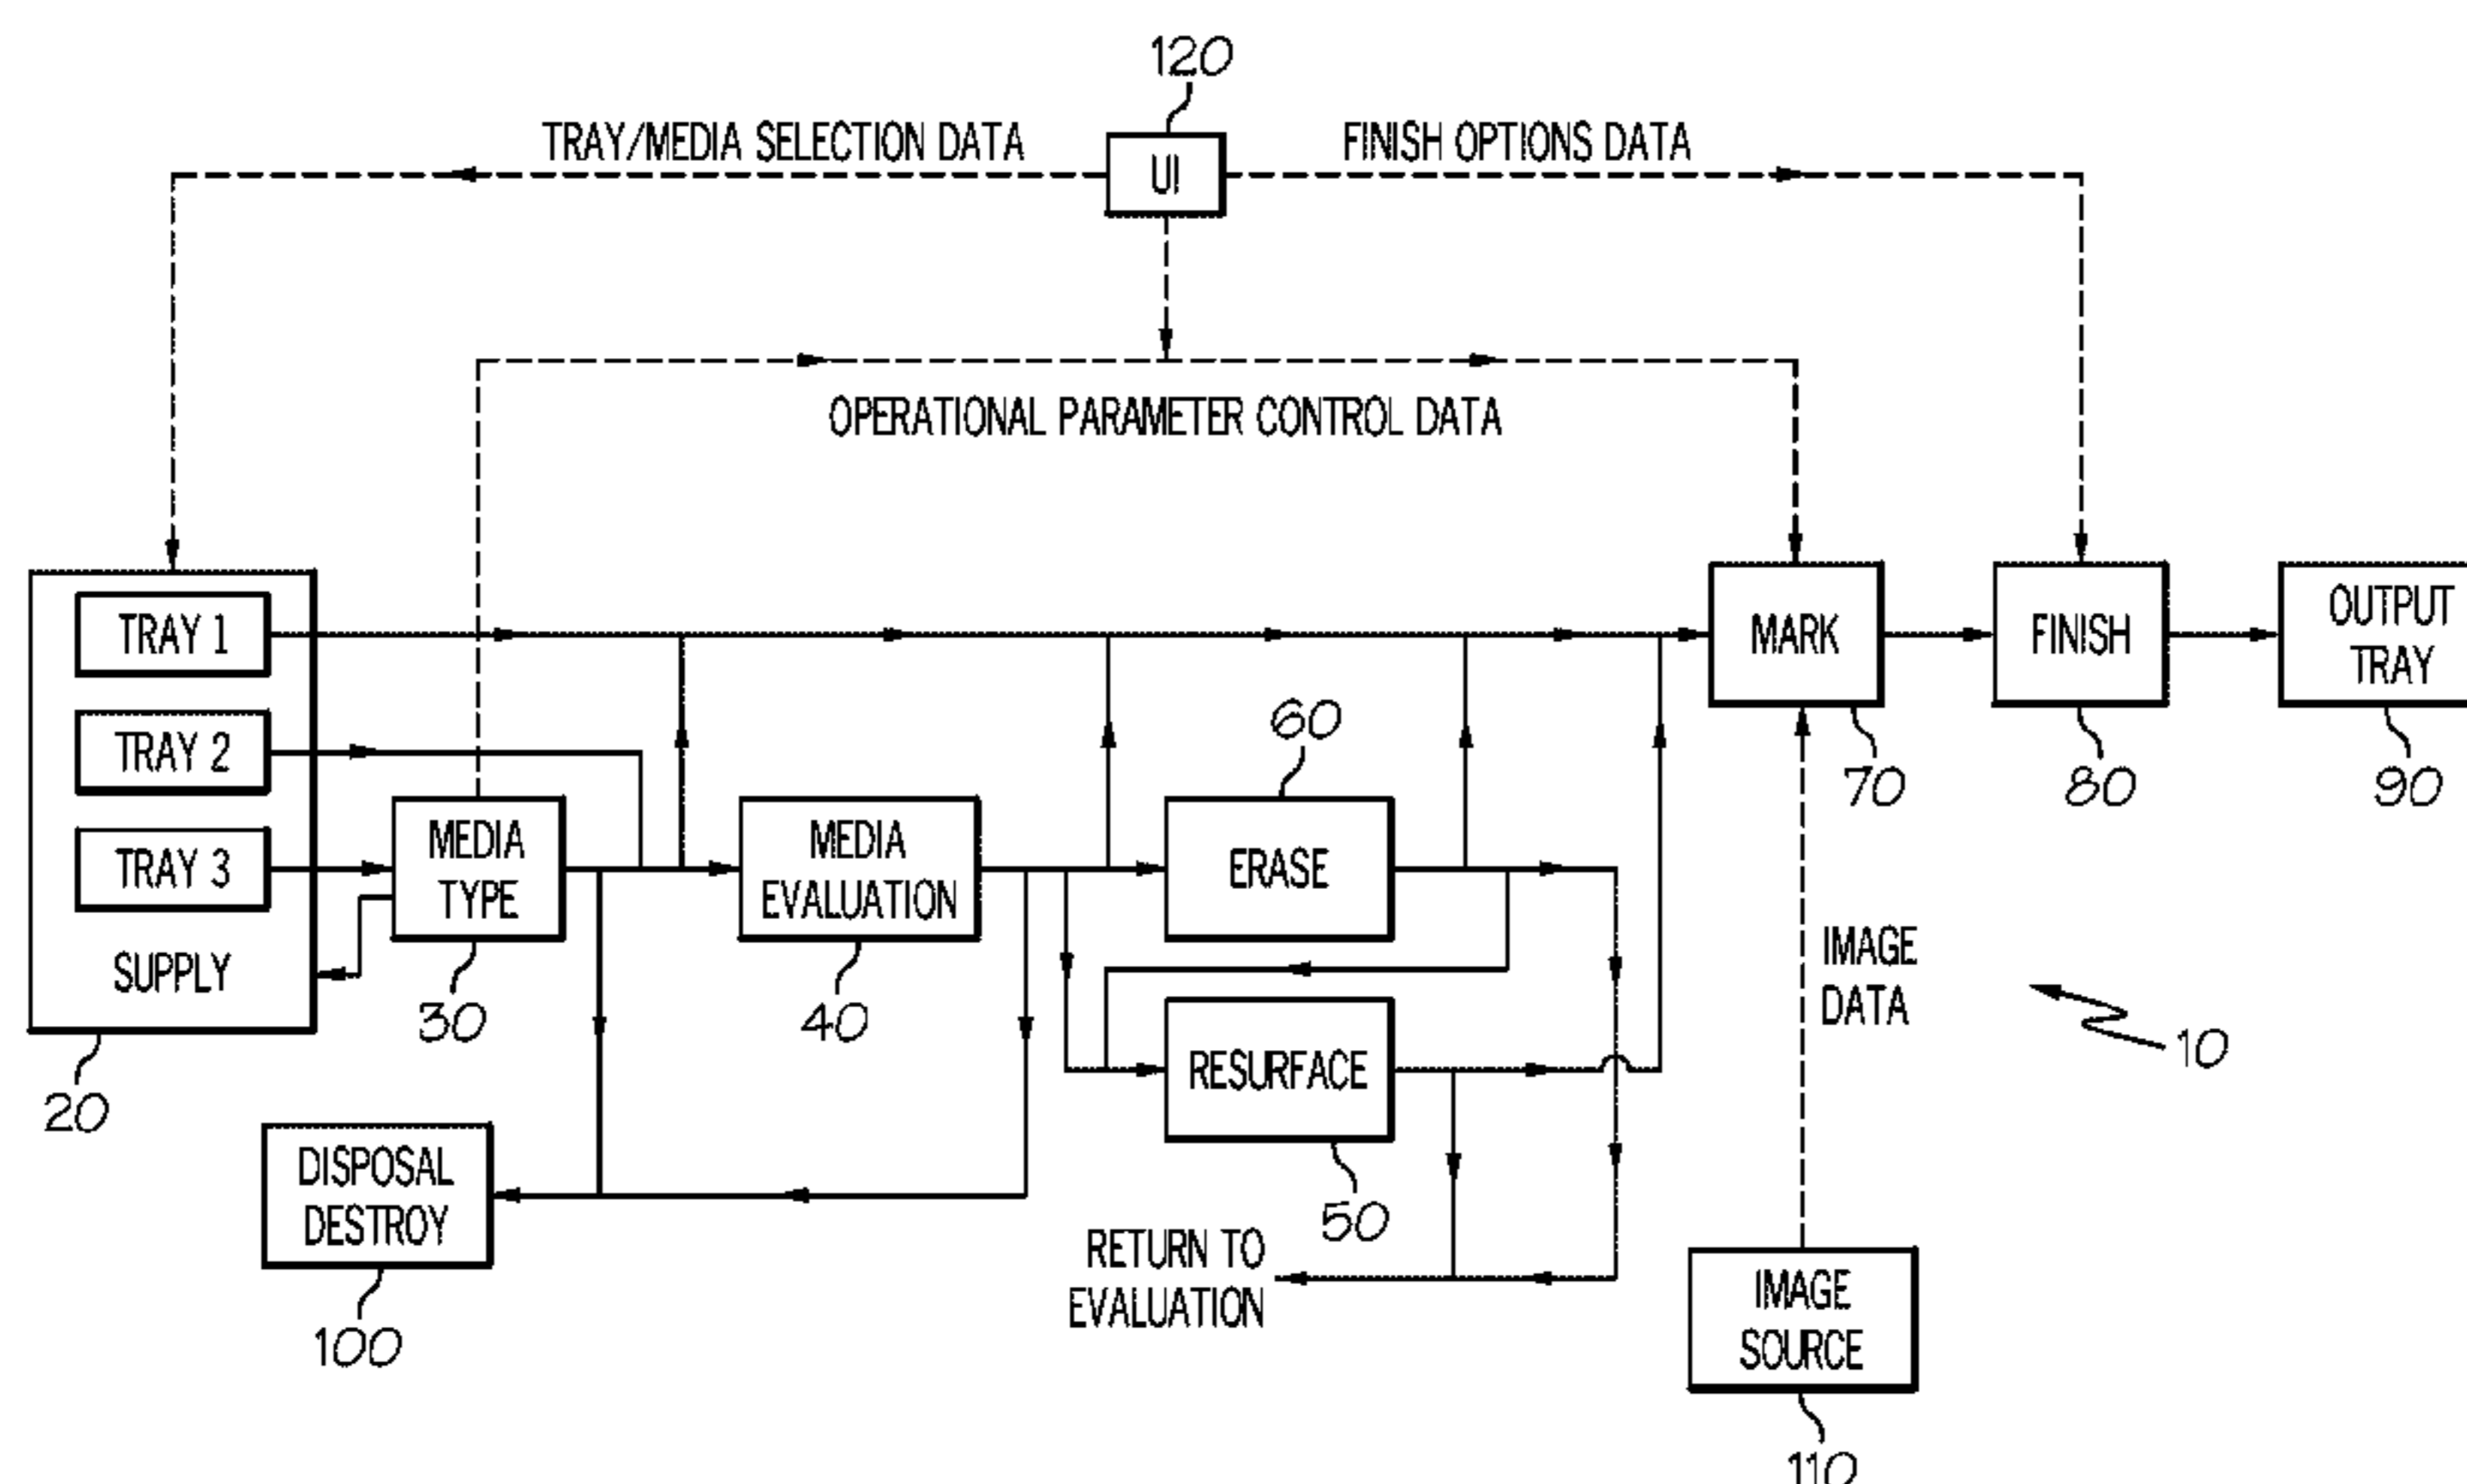 120
TRAY/MEDIA SELECTION DATA
UI
FINISH OPTIONS DATA
OPERATIONAL PARAMETER CONTROL DATA
TRAY 1
TRAY 2
TRAY 3
SUPPLY
20
MEDIA
TYPE
30
MEDIA
EVALUATION
40
60
ERASE
RESURFACE
50
MARK
70
FINISH
80
OUTPUT
TRAY
90
IMAGE
DATA
10
DISPOSAL
DESTROY
100
RETURN TO
EVALUATION
IMAGE
SOURCE
110